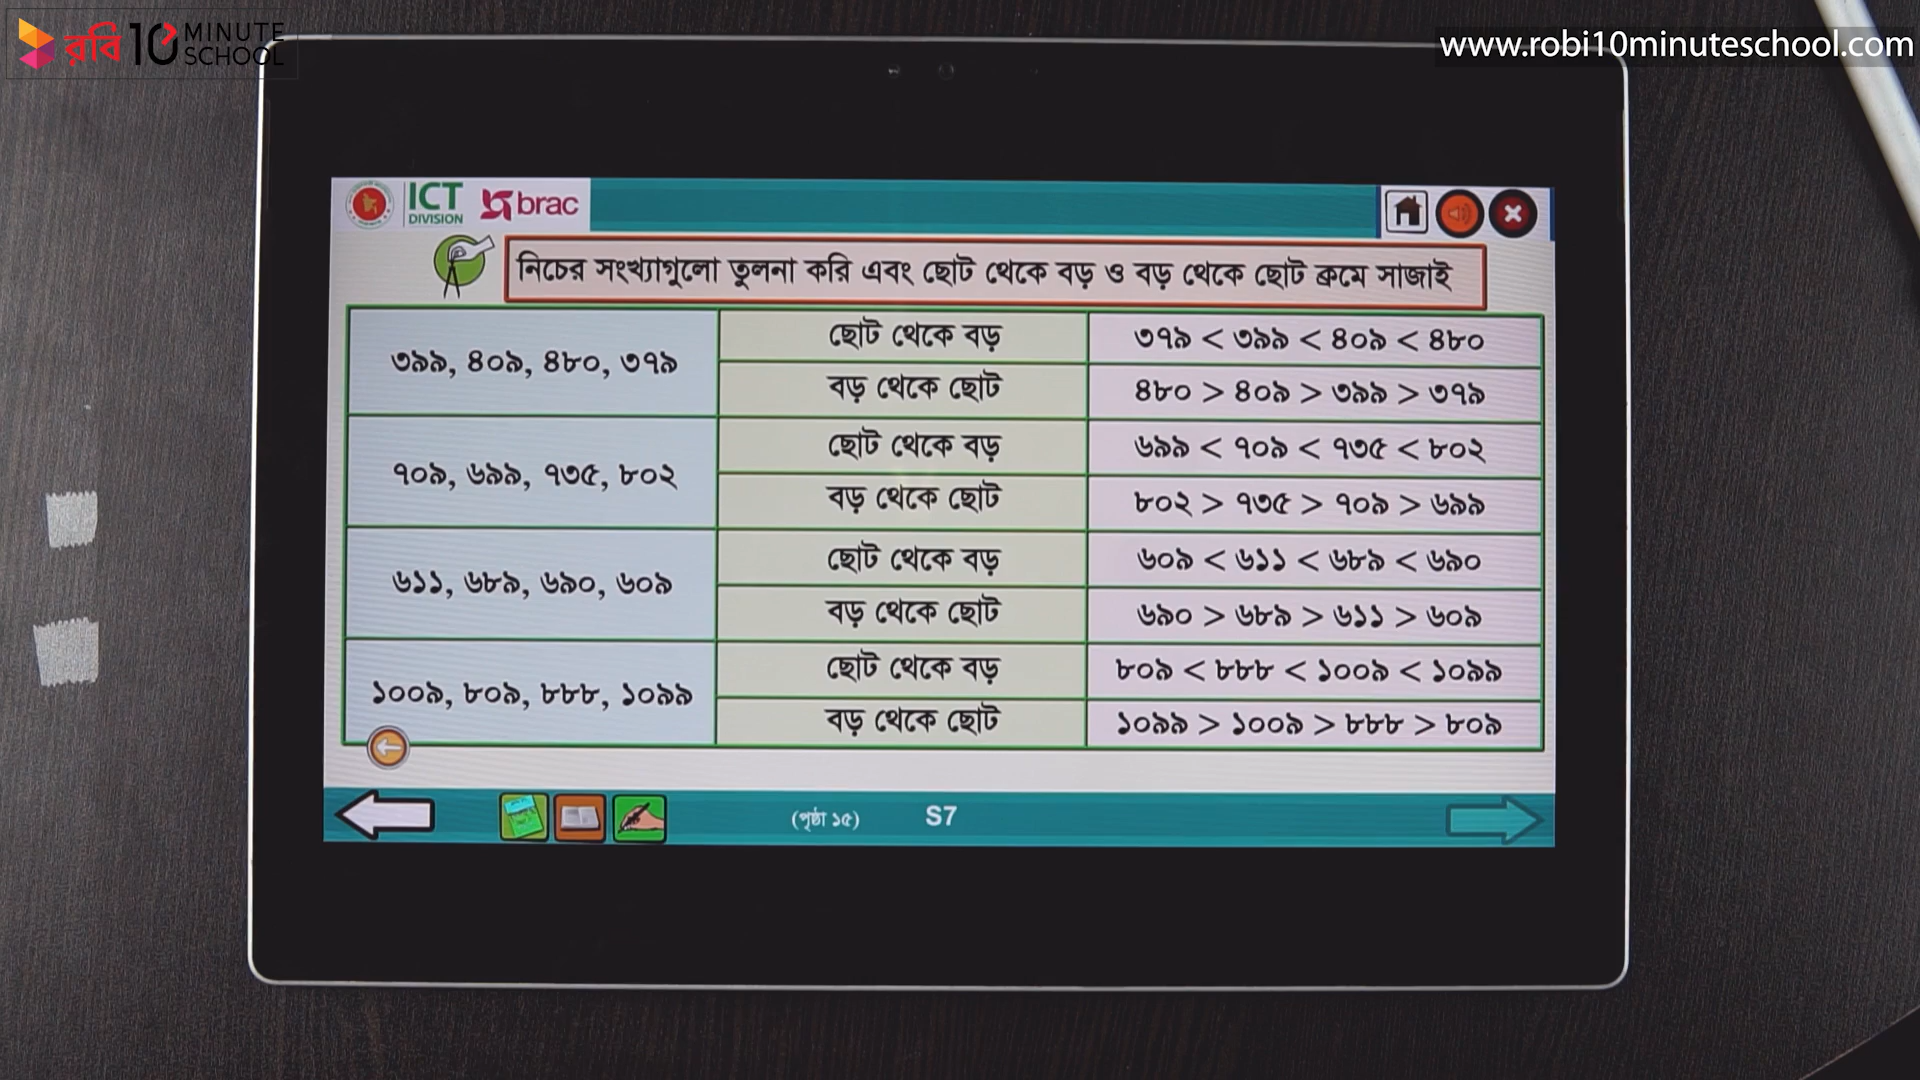 রবি 10 MINUTE SCHOOL
www.robi10minuteschool.com
ICT DIVISION brac
নিচের সংখ্যাগুলো তুলনা করি এবং ছোট থেকে বড় ও বড় থেকে ছোট ক্রমে সাজাই
৩৯৯, ৪০৯, ৪৮০, ৩৭৯
ছোট থেকে বড় ৩৭৯ < ৩৯৯ < ৪০৯ < ৪৮০
বড় থেকে ছোট ৪৮০ > ৪০৯ > ৩৯৯ > ৩৭৯
৭০৯, ৬৯৯, ৭৩৫, ৮০২
ছোট থেকে বড় ৬৯৯ < ৭০৯ < ৭৩৫ < ৮০২
বড় থেকে ছোট ৮০২ > ৭৩৫ > ৭০৯ > ৬৯৯
৬১১, ৬৮৯, ৬৯০, ৬০৯
ছোট থেকে বড় ৬০৯ < ৬১১ < ৬৮৯ < ৬৯০
বড় থেকে ছোট ৬৯০ > ৬৮৯ > ৬১১ > ৬০৯
১০০৯, ৮০৯, ৮৮৮, ১০৯৯
ছোট থেকে বড় ৮০৯ < ৮৮৮ < ১০০৯ < ১০৯৯
বড় থেকে ছোট ১০৯৯ > ১০০৯ > ৮৮৮ > ৮০৯
(পৃষ্ঠা ১৫) S7